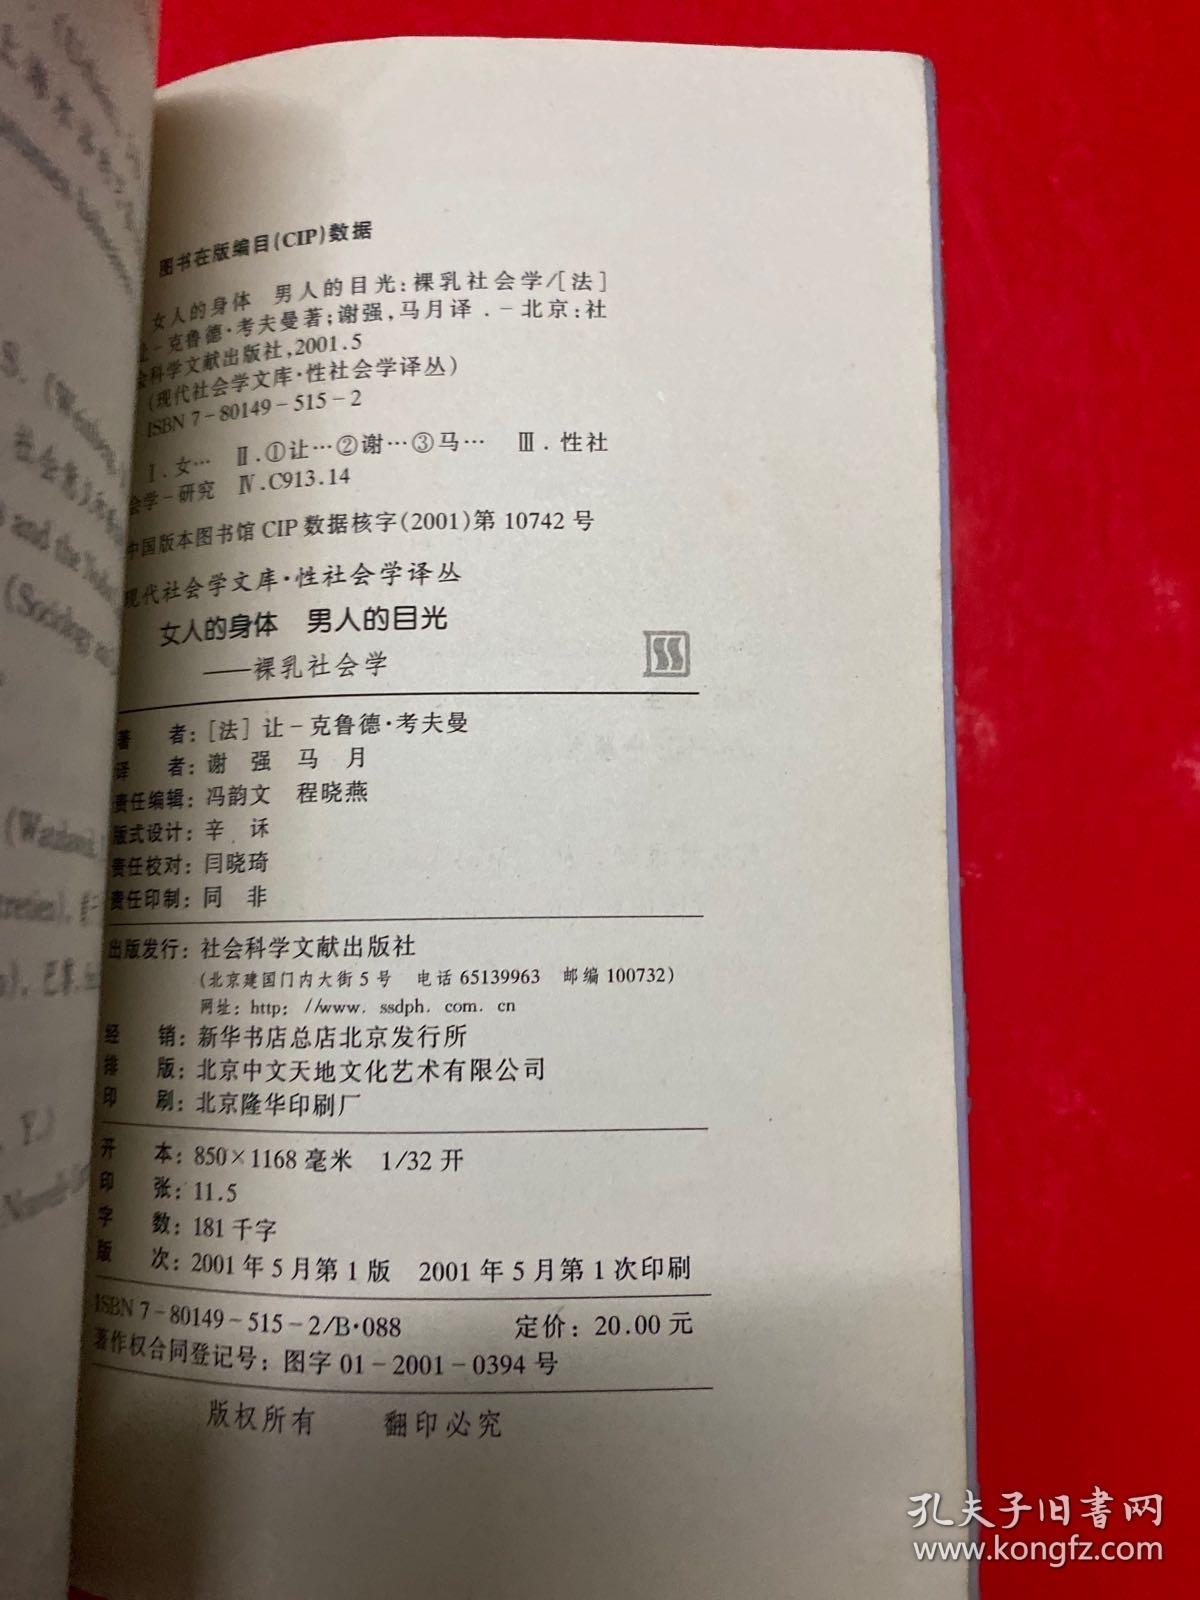 图书在版编目(CIP)数据
女人的身体 男人的目光:裸乳社会学/[法]
让-克鲁德·考夫曼著;谢强,马月译.-北京:社
会科学文献出版社,2001.5
(现代社会学文库·性社会学译丛)
ISBN 7-80149-515-2
Ⅰ.女… Ⅱ.①让…②谢…③马… Ⅲ.性社
会学-研究 Ⅳ.C913.14
中国版本图书馆CIP数据核字(2001)第10742号
现代社会学文库·性社会学译丛
女人的身体 男人的目光
——裸乳社会学
著 者:[法]让-克鲁德·考夫曼
译 者:谢 强 马 月
责任编辑:冯韵文 程晓燕
版式设计:辛 诼
责任校对:闫晓琦
责任印制:同 非
出版发行:社会科学文献出版社
(北京建国门内大街5号 电话65139963 邮编100732)
网址:http: //www. ssdph. com. cn
经 销:新华书店总店北京发行所
排 版:北京中文天地文化艺术有限公司
印 刷:北京隆华印刷厂
开 本:850×1168毫米 1/32开
印 张:11.5
字 数:181千字
版 次:2001年5月第1版 2001年5月第1次印刷
ISBN 7-80149-515-2/B·088 定价:20.00元
著作权合同登记号:图字01-2001-0394号
版权所有 翻印必究
孔夫子旧书网
www.kongfz.com